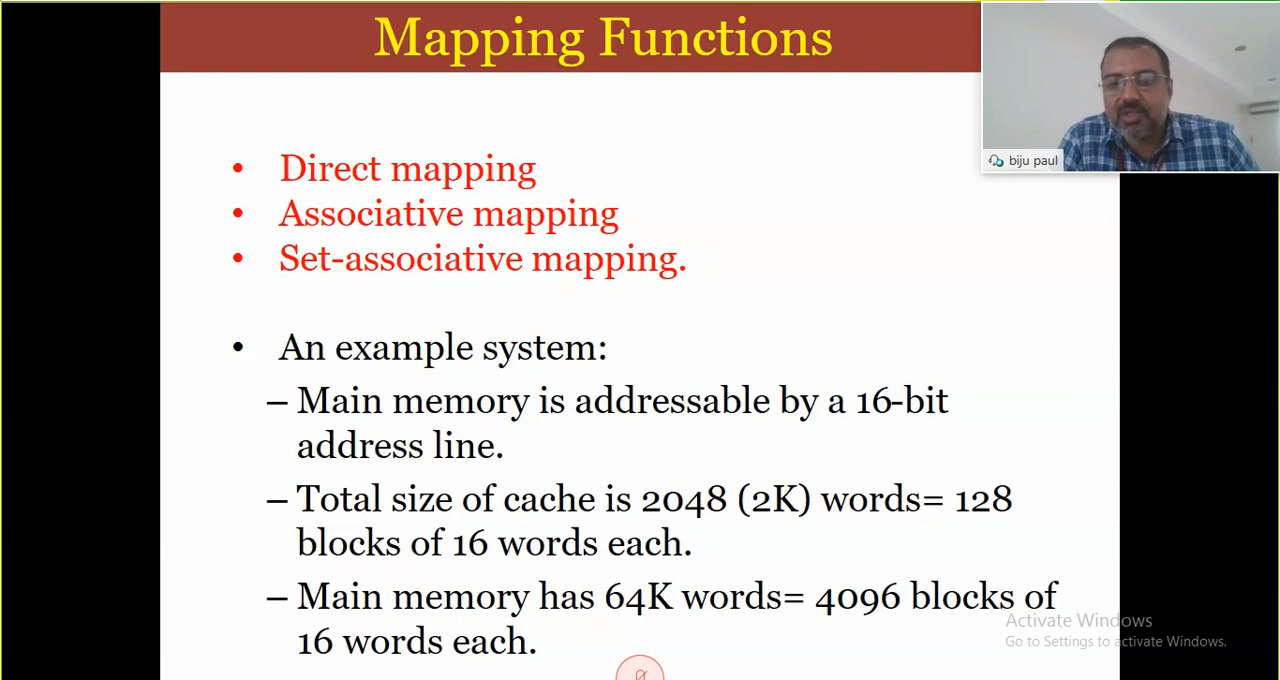 Mapping Functions
biju paul
• Direct mapping
• Associative mapping
• Set-associative mapping.
• An example system:
– Main memory is addressable by a 16-bit
address line.
– Total size of cache is 2048 (2K) words= 128
blocks of 16 words each.
– Main memory has 64K words= 4096 blocks of
16 words each.
Activate Windows
Go to Settings to activate Windows.